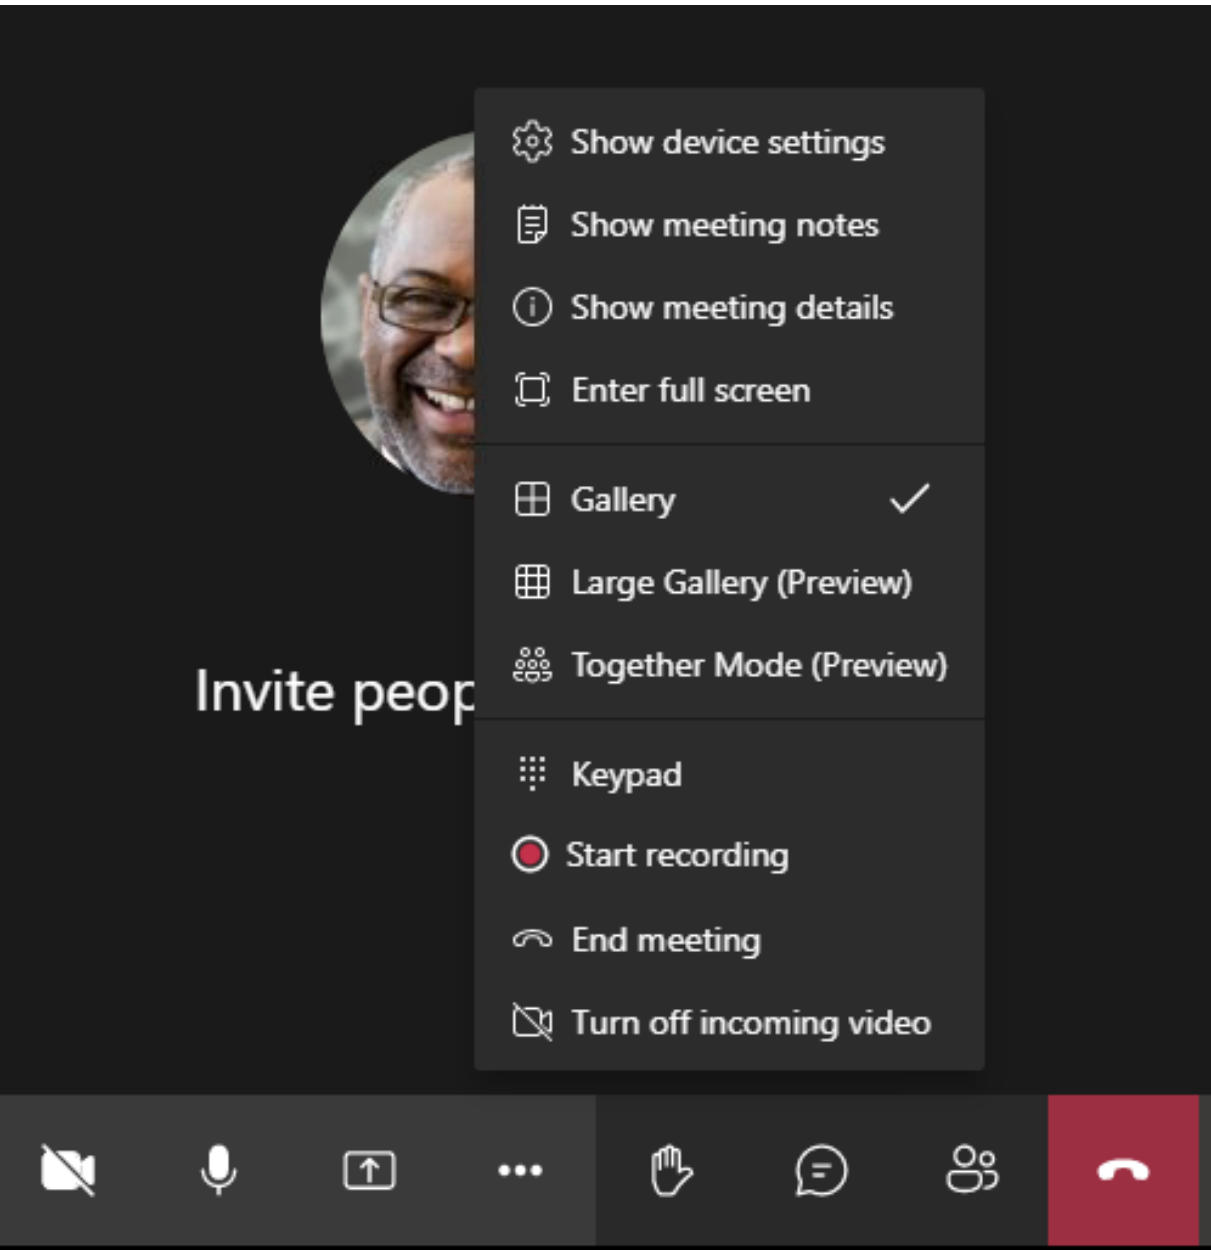 Show device settings
Show meeting notes
Show meeting details
Enter full screen
Gallery
Large Gallery (Preview)
Together Mode (Preview)
Invite
Keypad
Start recording
End meeting
Turn off incoming video